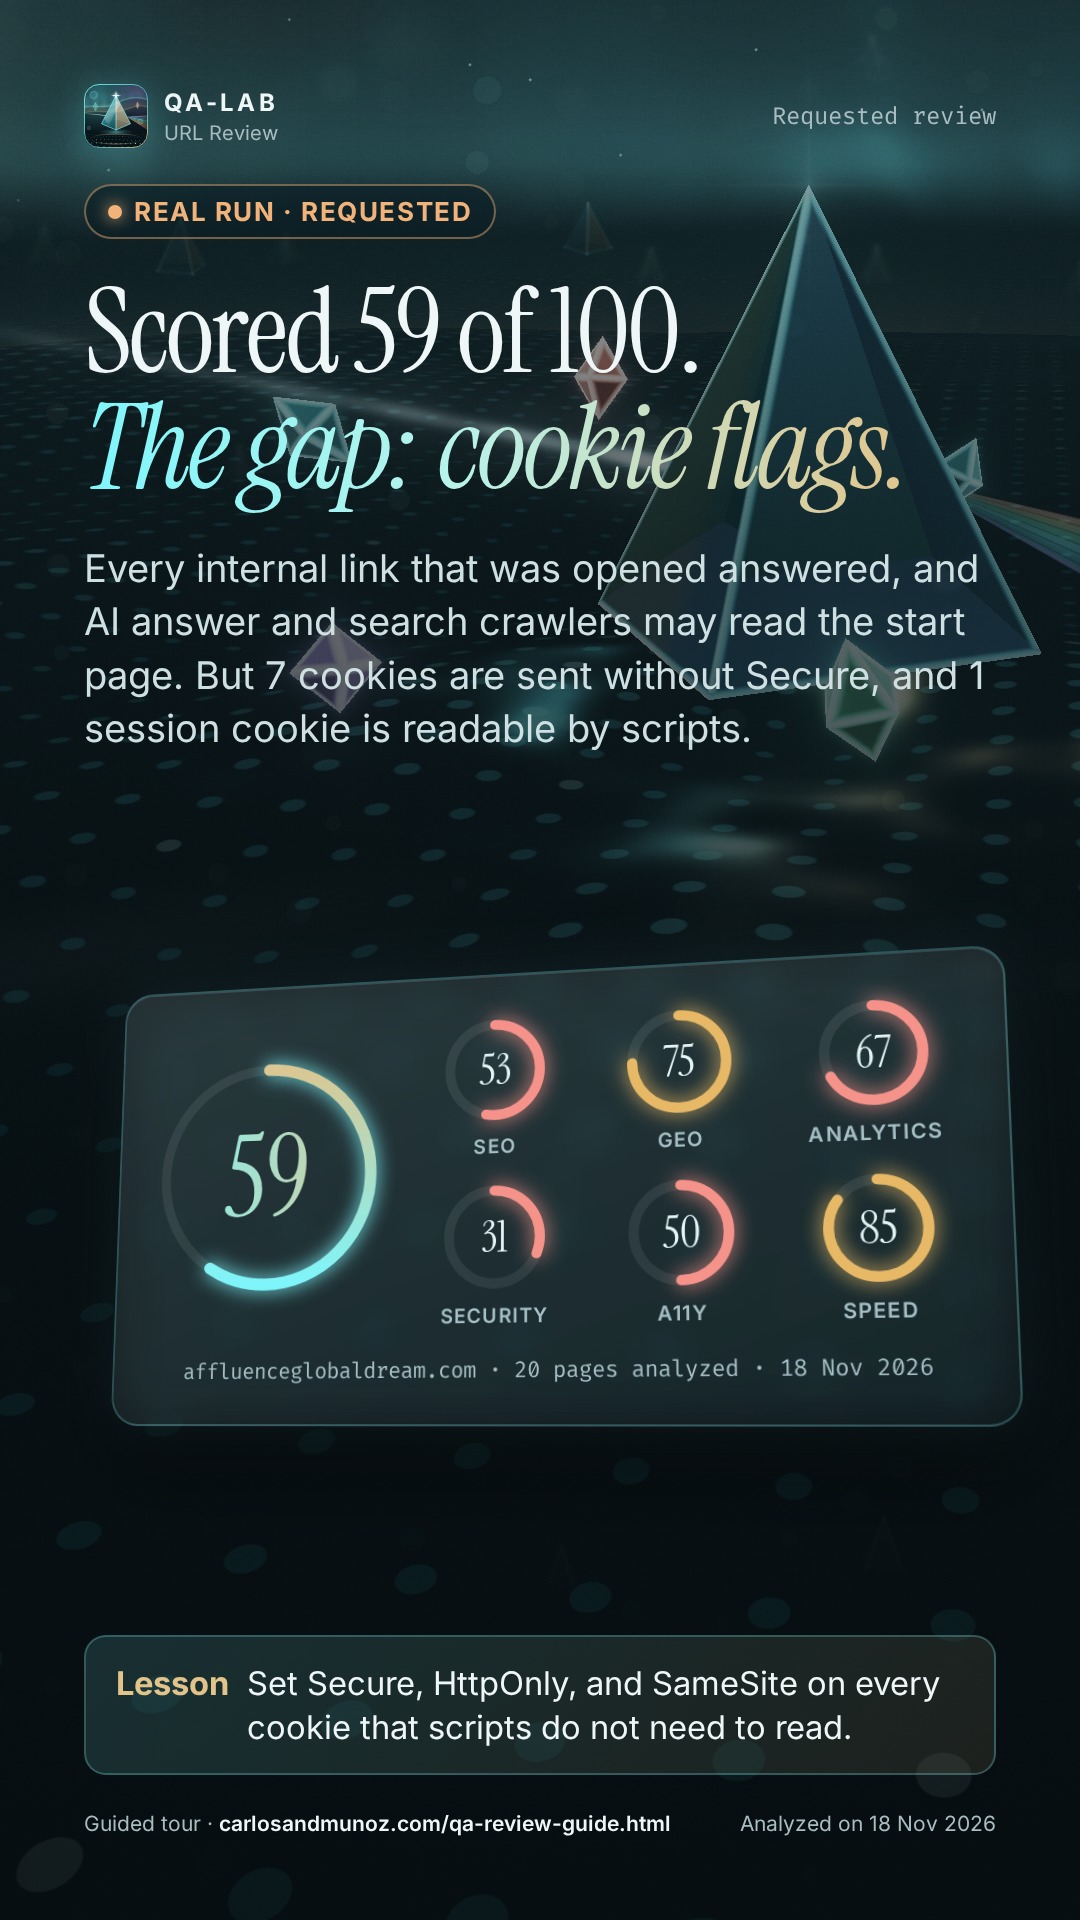 QA-LAB
URL Review
Requested review
REAL RUN · REQUESTED
Scored 59 of 100.
The gap: cookie flags.
Every internal link that was opened answered, and
AI answer and search crawlers may read the start
page. But 7 cookies are sent without Secure, and 1
session cookie is readable by scripts.
59
53
SEO
75
GEO
67
ANALYTICS
31
SECURITY
50
A11Y
85
SPEED
affluenceglobaldream.com · 20 pages analyzed · 18 Nov 2026
Lesson Set Secure, HttpOnly, and SameSite on every
cookie that scripts do not need to read.
Guided tour · carlosandmunoz.com/qa-review-guide.html
Analyzed on 18 Nov 2026